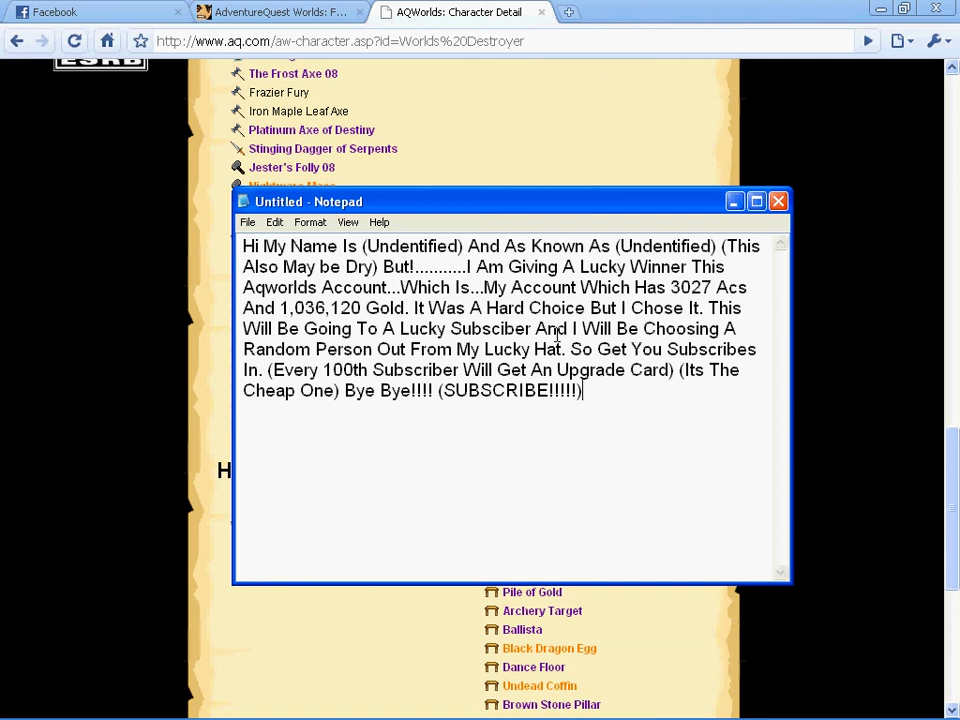 Facebook
AdventureQuest Worlds: F...
AQWorlds: Character Detail
http://www.aq.com/aw-character.asp?id=Worlds%20Destroyer
ESRB
The Frost Axe 08
Frazier Fury
Iron Maple Leaf Axe
Platinum Axe of Destiny
Stinging Dagger of Serpents
Jester's Folly 08
Nightmare Mace
Untitled - Notepad
File Edit Format View Help
Hi My Name Is (Undentified) And As Known As (Undentified) (This
Also May be Dry) But!...........I Am Giving A Lucky Winner This
Aqworlds Account...Which Is...My Account Which Has 3027 Acs
And 1,036,120 Gold. It Was A Hard Choice But I Chose It. This
Will Be Going To A Lucky Subsciber And I Will Be Choosing A
Random Person Out From My Lucky Hat. So Get You Subscribes
In. (Every 100th Subscriber Will Get An Upgrade Card) (Its The
Cheap One) Bye Bye!!!! (SUBSCRIBE!!!!!)
H
Pile of Gold
Archery Target
Ballista
Black Dragon Egg
Dance Floor
Undead Coffin
Brown Stone Pillar